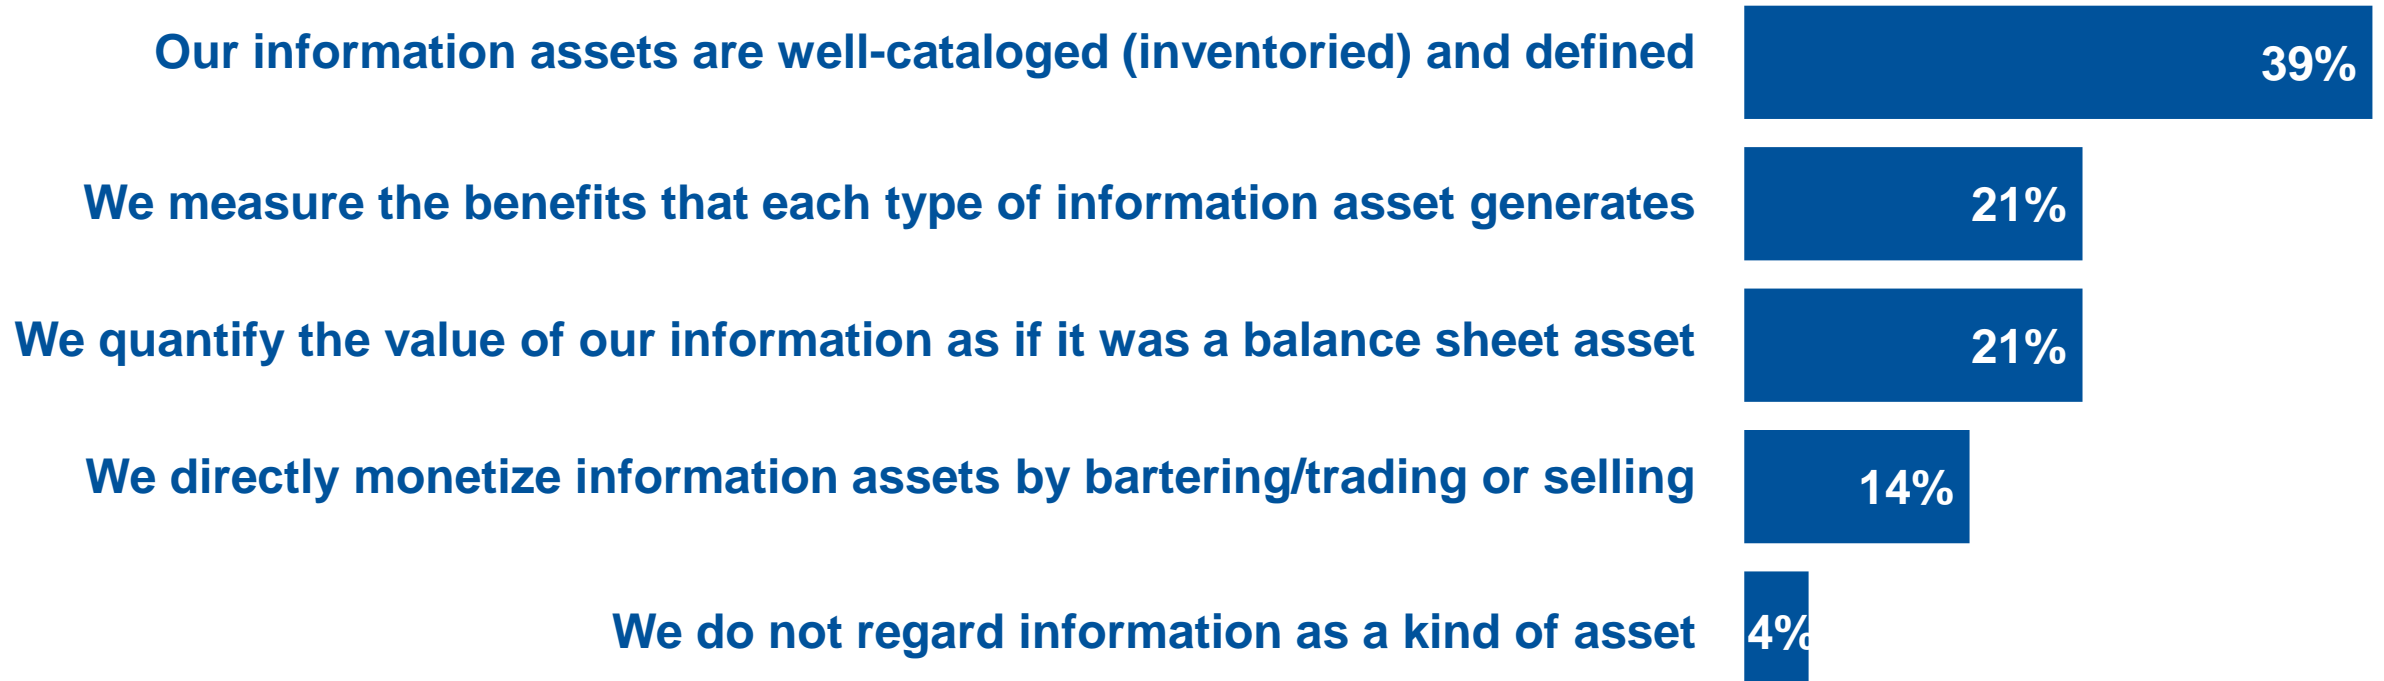 Our information assets are well-cataloged (inventoried) and defined 39%
We measure the benefits that each type of information asset generates 21%
We quantify the value of our information as if it was a balance sheet asset 21%
We directly monetize information assets by bartering/trading or selling 14%
We do not regard information as a kind of asset 4%